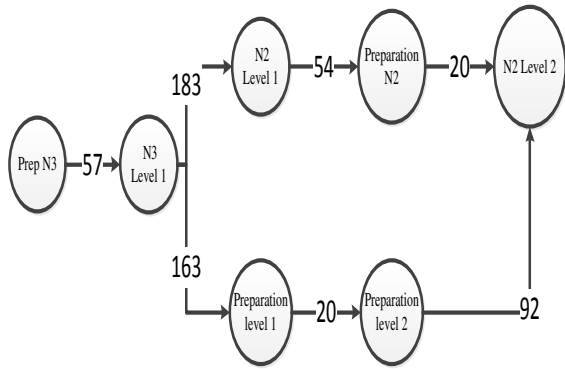 N2
Level 1
54
Preparation
N2
20
N2 Level 2
183
Prep N3
57
N3
Level 1
163
Preparation
level 1
20
Preparation
level 2
92